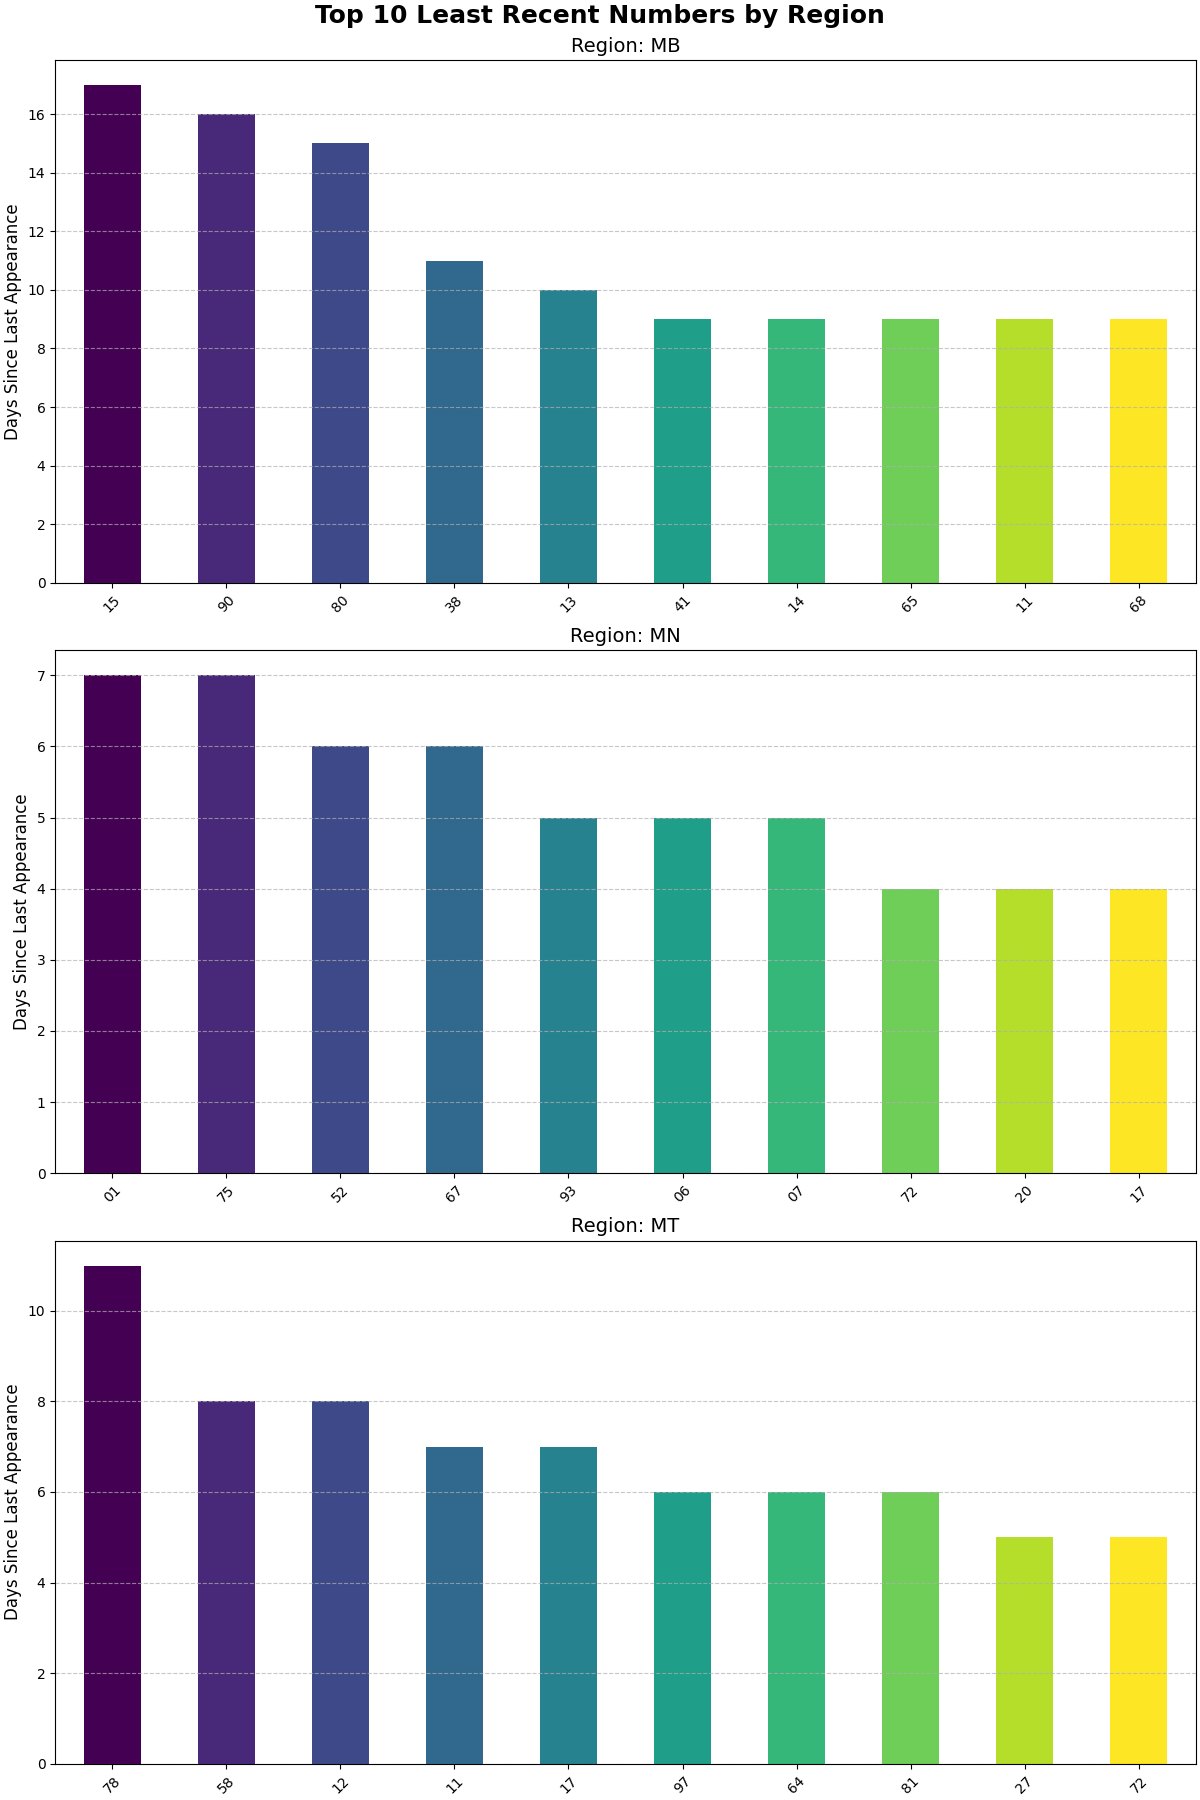 Top 10 Least Recent Numbers by Region
Region: MB
Days Since Last Appearance
16
14
12
10
8
6
4
2
0
15 90 80 38 13 41 14 65 11 68
Region: MN
Days Since Last Appearance
7
6
5
4
3
2
1
0
01 75 52 67 93 06 07 72 20 17
Region: MT
Days Since Last Appearance
10
8
6
4
2
0
78 58 12 11 17 97 64 81 27 72